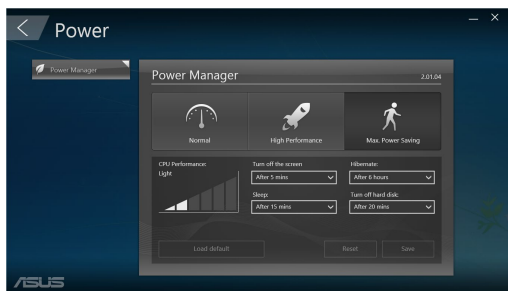 Power
Power Manager
Power Manager 2.01.04
Normal High Performance Max. Power Saving
CPU Performance: Turn off the screen Hibernate:
Light After 5 mins After 6 hours
Sleep: Turn off hard disk:
After 15 mins After 20 mins
Load default Reset Save
ASUS